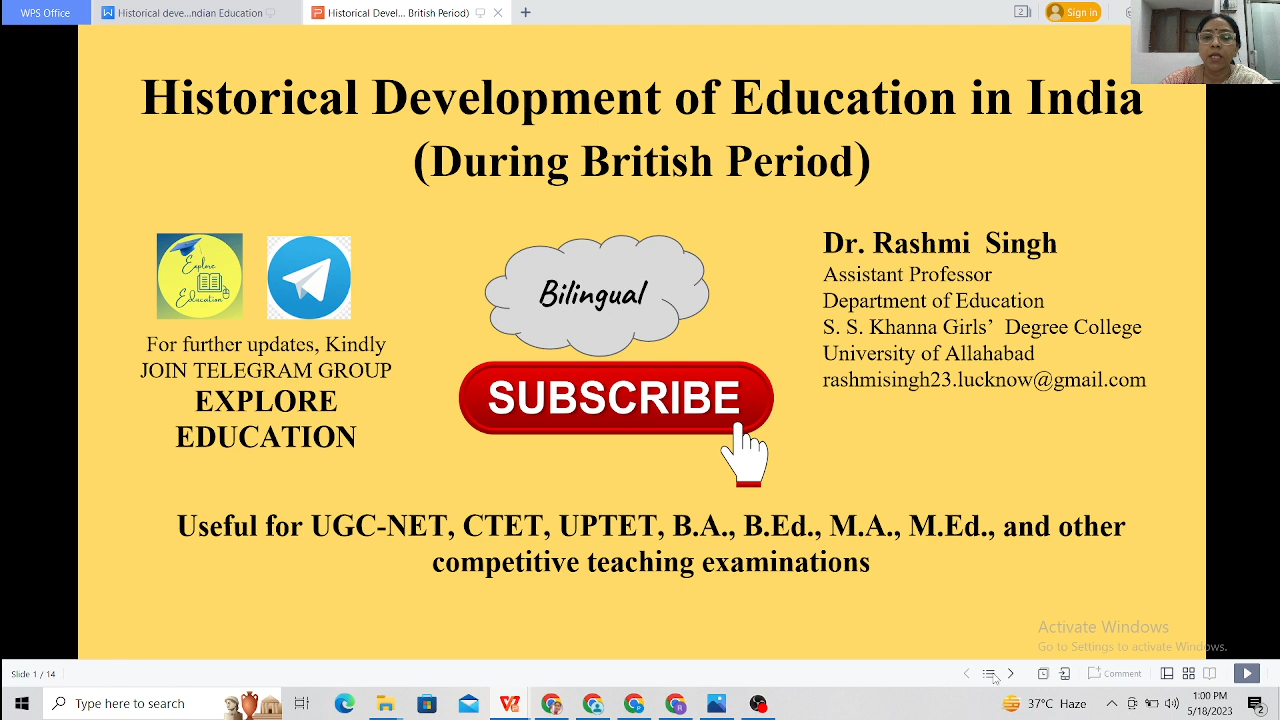 WPS Office
Historical deve...ndian Education
Historical Devel... British Period)
2
Sign in
Historical Development of Education in India
(During British Period)
Explore
Education
For further updates, Kindly
JOIN TELEGRAM GROUP
EXPLORE
EDUCATION
Bilingual
SUBSCRIBE
Dr. Rashmi Singh
Assistant Professor
Department of Education
S. S. Khanna Girls’ Degree College
University of Allahabad
rashmisingh23.lucknow@gmail.com
Useful for UGC-NET, CTET, UPTET, B.A., B.Ed., M.A., M.Ed., and other
competitive teaching examinations
Activate Windows
Go to Settings to activate Windows.
Slide 1 / 14
Comment
Type here to search
37°C Haze
1:00 PM
5/18/2023
2